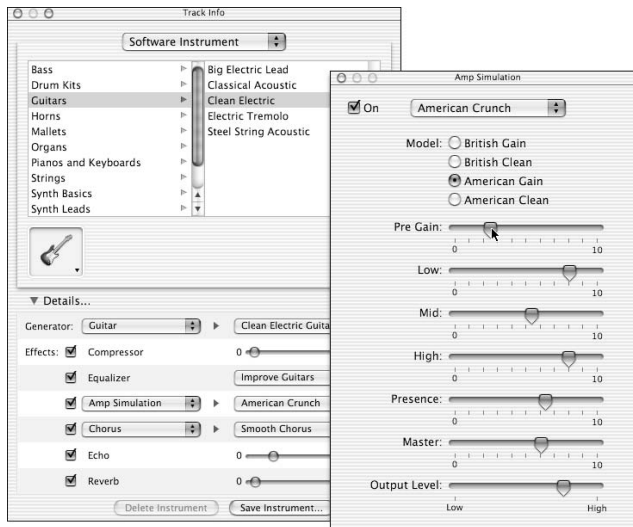 Track Info
Software Instrument
Bass
Drum Kits
Guitars
Horns
Mallets
Organs
Pianos and Keyboards
Strings
Synth Basics
Synth Leads
Big Electric Lead
Classical Acoustic
Clean Electric
Electric Tremolo
Steel String Acoustic
Details...
Generator: Guitar Clean Electric Guita
Effects: Compressor 0
Equalizer Improve Guitars
Amp Simulation American Crunch
Chorus Smooth Chorus
Echo 0
Reverb 0
Delete Instrument Save Instrument...
Amp Simulation
On American Crunch
Model: British Gain
British Clean
American Gain
American Clean
Pre Gain:
0 10
Low:
0 10
Mid:
0 10
High:
0 10
Presence:
0 10
Master:
0 10
Output Level:
Low High